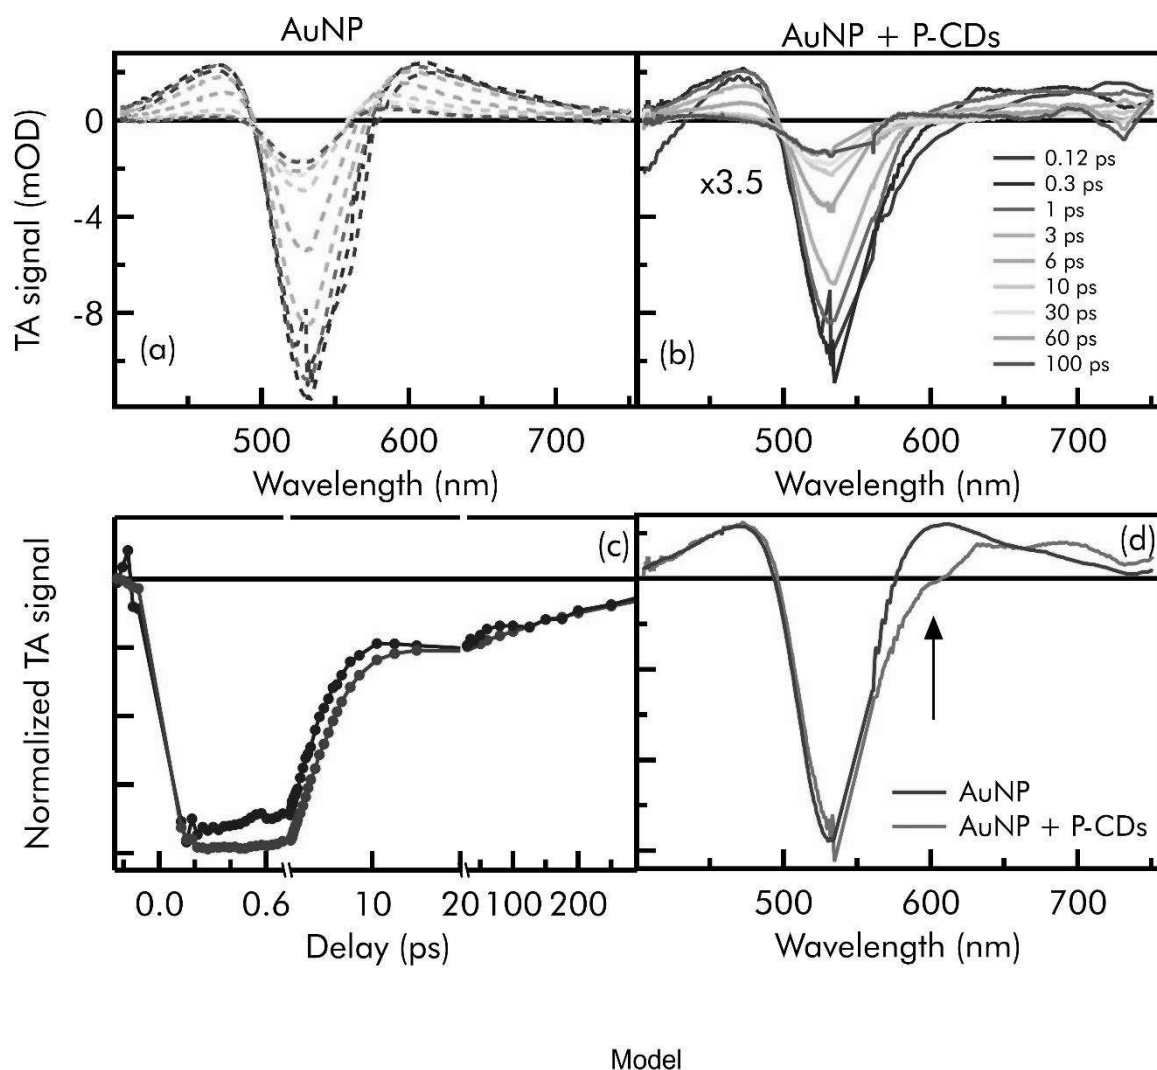 AuNP
AuNP + P-CDs
TA signal (mOD)
0
-4
-8
(a)
500
600
700
Wavelength (nm)
x3.5
(b)
0.12 ps
0.3 ps
1 ps
3 ps
6 ps
10 ps
30 ps
60 ps
100 ps
500
600
700
Wavelength (nm)
Normalized TA signal
(c)
0.0
0.6
10
20
100
200
Delay (ps)
(d)
AuNP
AuNP + P-CDs
500
600
700
Wavelength (nm)
Model